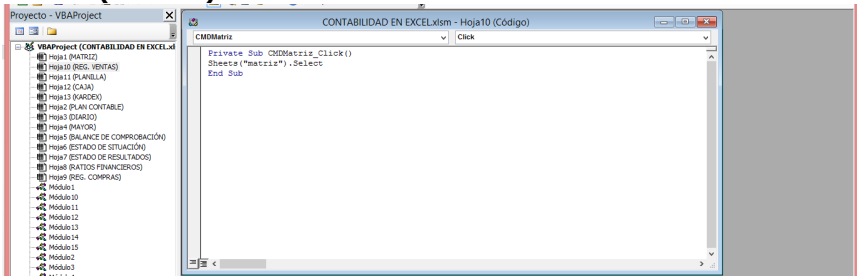 Proyecto - VBAProject
VBAProject (CONTABILIDAD EN EXCEL.xl
Hoja1 (MATRIZ)
Hoja10 (REG. VENTAS)
Hoja11 (PLANILLA)
Hoja12 (CAJA)
Hoja13 (KARDEX)
Hoja2 (PLAN CONTABLE)
Hoja3 (DIARIO)
Hoja4 (MAYOR)
Hoja5 (BALANCE DE COMPROBACIÓN)
Hoja6 (ESTADO DE SITUACIÓN)
Hoja7 (ESTADO DE RESULTADOS)
Hoja8 (RATIOS FINANCIEROS)
Hoja9 (REG. COMPRAS)
Módulo1
Módulo10
Módulo11
Módulo12
Módulo13
Módulo14
Módulo15
Módulo2
Módulo3
CONTABILIDAD EN EXCEL.xlsm - Hoja10 (Código)
CMDMatriz
Click
Private Sub CMDMatriz_Click()
Sheets("matriz").Select
End Sub